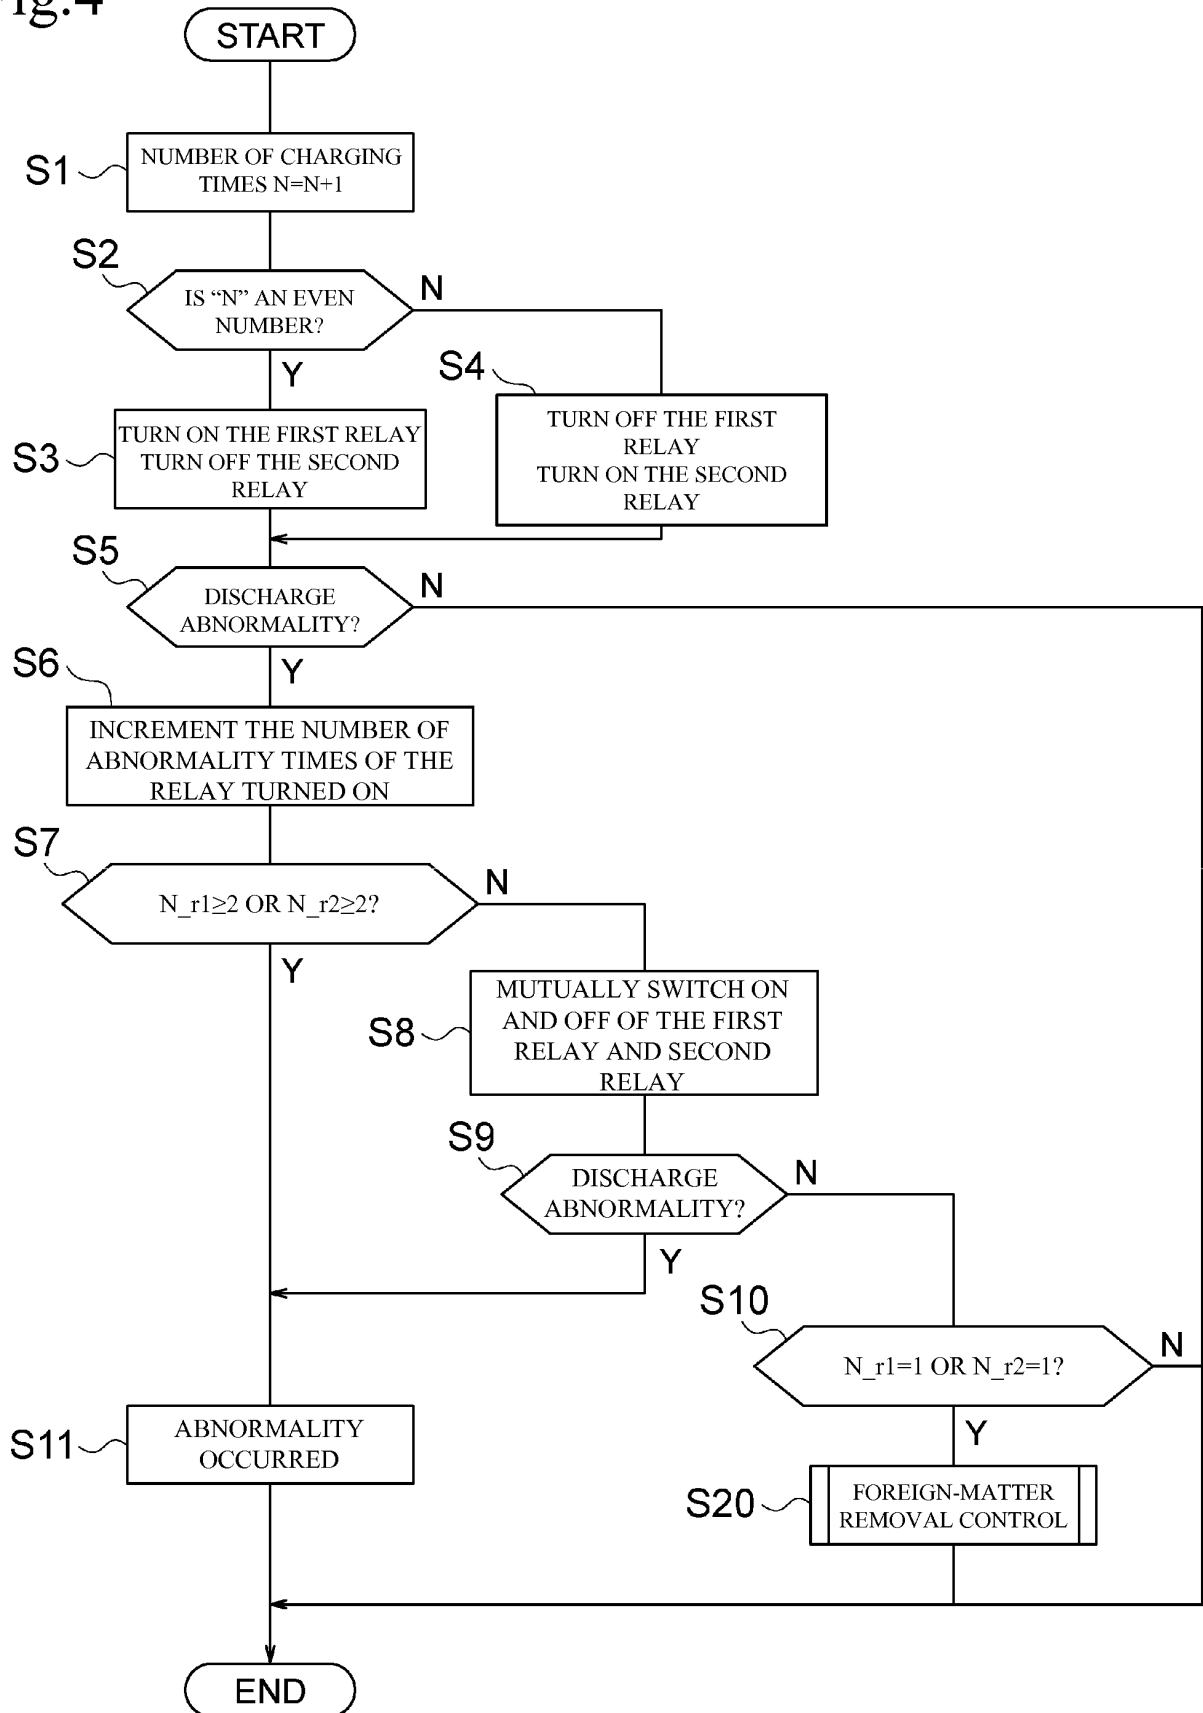 Fig.4
START
S1
NUMBER OF CHARGING
TIMES N=N+1
S2
IS “N” AN EVEN
NUMBER?
N
Y
S4
TURN OFF THE FIRST
RELAY
TURN ON THE SECOND
RELAY
S3
TURN ON THE FIRST RELAY
TURN OFF THE SECOND
RELAY
S5
DISCHARGE
ABNORMALITY?
N
Y
S6
INCREMENT THE NUMBER OF
ABNORMALITY TIMES OF THE
RELAY TURNED ON
S7
N_r1≥2 OR N_r2≥2?
N
Y
S8
MUTUALLY SWITCH ON
AND OFF OF THE FIRST
RELAY AND SECOND
RELAY
S9
DISCHARGE
ABNORMALITY?
N
Y
S10
N_r1=1 OR N_r2=1?
N
Y
S11
ABNORMALITY
OCCURRED
S20
FOREIGN-MATTER
REMOVAL CONTROL
END